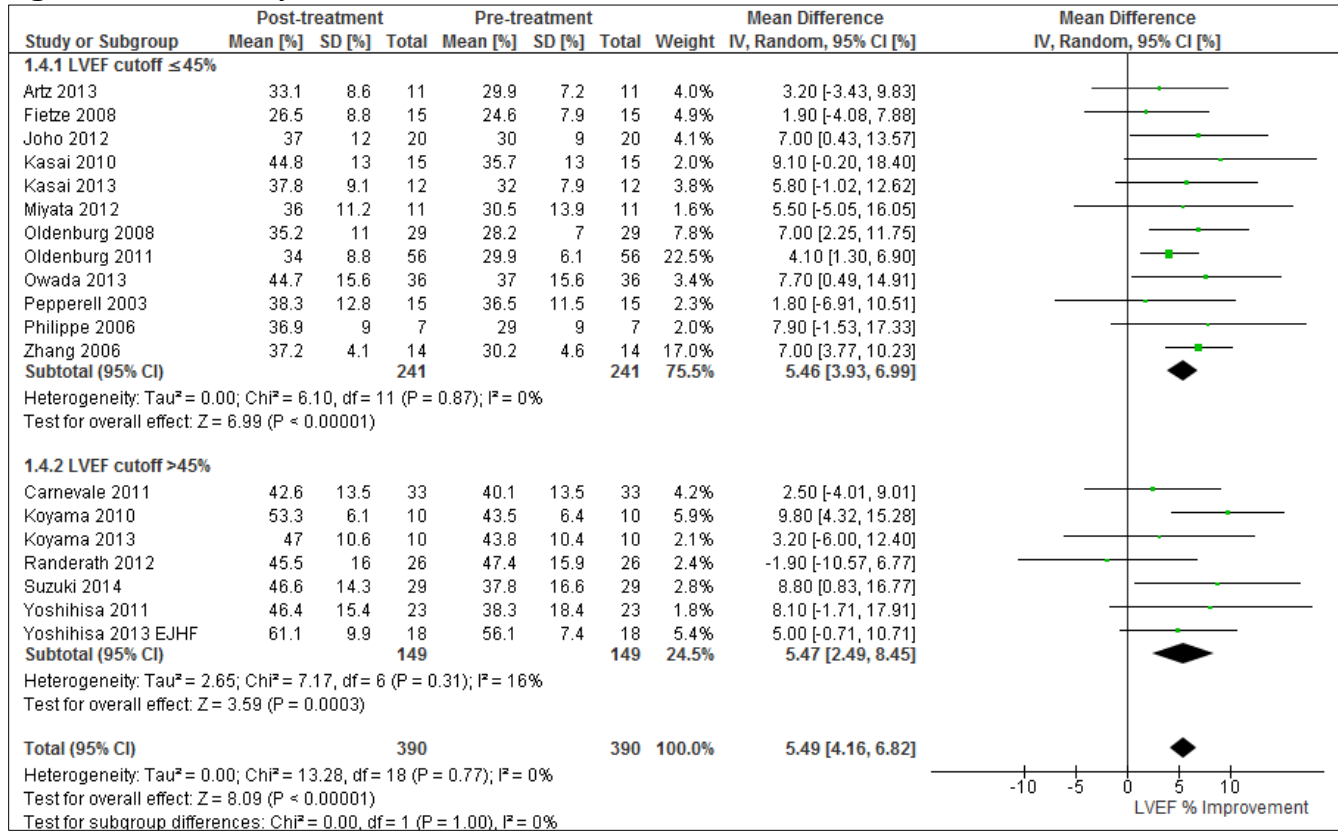 Post-treatment Pre-treatment Mean Difference Mean Difference
Study or Subgroup Mean [%] SD [%] Total Mean [%] SD [%] Total Weight IV, Random, 95% CI [%] IV, Random, 95% CI [%]
1.4.1 LVEF cutoff ≤45%
Artz 2013 33.1 8.6 11 29.9 7.2 11 4.0% 3.20 [-3.43, 9.83]
Fietze 2008 26.5 8.8 15 24.6 7.9 15 4.9% 1.90 [-4.08, 7.88]
Joho 2012 37 12 20 30 9 20 4.1% 7.00 [0.43, 13.57]
Kasai 2010 44.8 13 15 35.7 13 15 2.0% 9.10 [-0.20, 18.40]
Kasai 2013 37.8 9.1 12 32 7.9 12 3.8% 5.80 [-1.02, 12.62]
Miyata 2012 36 11.2 11 30.5 13.9 11 1.6% 5.50 [-5.05, 16.05]
Oldenburg 2008 35.2 11 29 28.2 7 29 7.8% 7.00 [2.25, 11.75]
Oldenburg 2011 34 8.8 56 29.9 6.1 56 22.5% 4.10 [1.30, 6.90]
Owada 2013 44.7 15.6 36 37 15.6 36 3.4% 7.70 [0.49, 14.91]
Pepperell 2003 38.3 12.8 15 36.5 11.5 15 2.3% 1.80 [-6.91, 10.51]
Philippe 2006 36.9 9 7 29 9 7 2.0% 7.90 [-1.53, 17.33]
Zhang 2006 37.2 4.1 14 30.2 4.6 14 17.0% 7.00 [3.77, 10.23]
Subtotal (95% CI) 241 241 75.5% 5.46 [3.93, 6.99]
Heterogeneity: Tau² = 0.00; Chi² = 6.10, df = 11 (P = 0.87); I² = 0%
Test for overall effect: Z = 6.99 (P < 0.00001)
1.4.2 LVEF cutoff >45%
Carnevale 2011 42.6 13.5 33 40.1 13.5 33 4.2% 2.50 [-4.01, 9.01]
Koyama 2010 53.3 6.1 10 43.5 6.4 10 5.9% 9.80 [4.32, 15.28]
Koyama 2013 47 10.6 10 43.8 10.4 10 2.1% 3.20 [-6.00, 12.40]
Randerath 2012 45.5 16 26 47.4 15.9 26 2.4% -1.90 [-10.57, 6.77]
Suzuki 2014 46.6 14.3 29 37.8 16.6 29 2.8% 8.80 [0.83, 16.77]
Yoshihisa 2011 46.4 15.4 23 38.3 18.4 23 1.8% 8.10 [-1.71, 17.91]
Yoshihisa 2013 EJHF 61.1 9.9 18 56.1 7.4 18 5.4% 5.00 [-0.71, 10.71]
Subtotal (95% CI) 149 149 24.5% 5.47 [2.49, 8.45]
Heterogeneity: Tau² = 2.65; Chi² = 7.17, df = 6 (P = 0.31); I² = 16%
Test for overall effect: Z = 3.59 (P = 0.0003)
Total (95% CI) 390 390 100.0% 5.49 [4.16, 6.82]
Heterogeneity: Tau² = 0.00; Chi² = 13.28, df = 18 (P = 0.77); I² = 0%
Test for overall effect: Z = 8.09 (P < 0.00001)
Test for subgroup differences: Chi² = 0.00, df = 1 (P = 1.00), I² = 0%
-10 -5 0 5 10
LVEF % Improvement